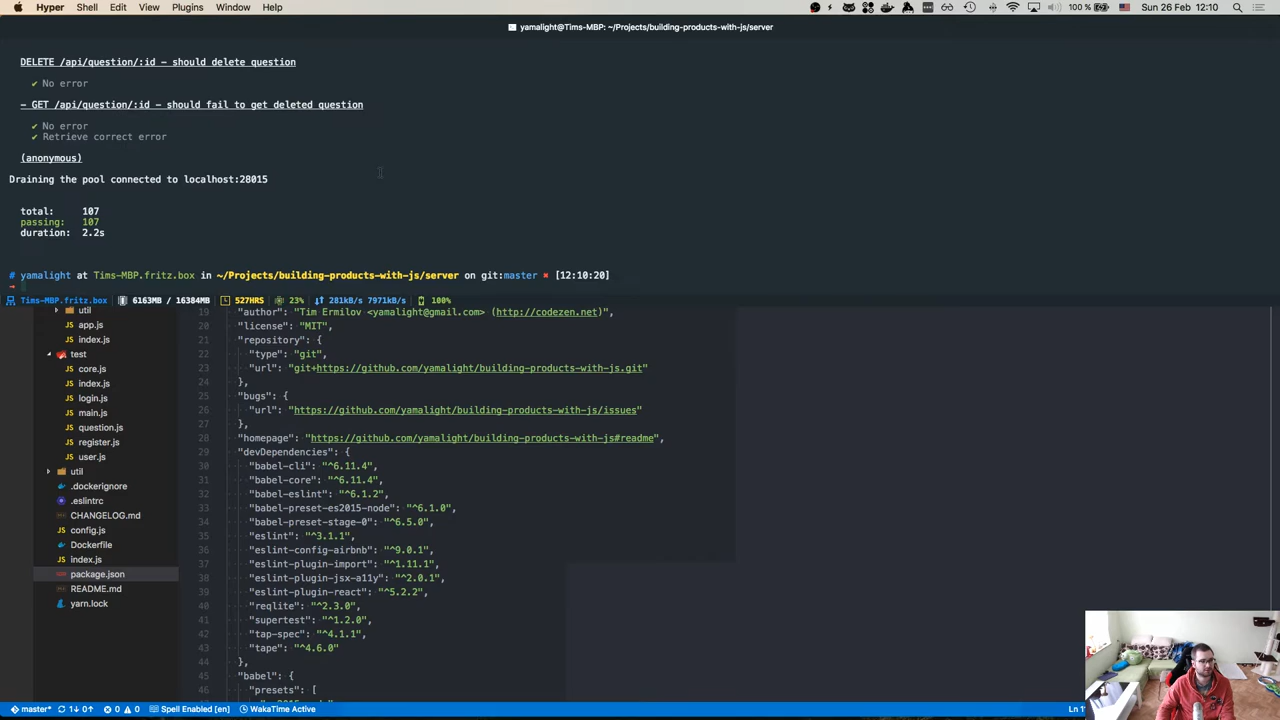 Hyper Shell Edit View Plugins Window Help 100 % Sun 26 Feb 12:10
yamalight@Tims-MBP: ~/Projects/building-products-with-js/server
DELETE /api/question/:id — should delete question
✔ No error
- GET /api/question/:id — should fail to get deleted question
✔ No error
✔ Retrieve correct error
(anonymous)
Draining the pool connected to localhost:28015
total: 107
passing: 107
duration: 2.2s
# yamalight at Tims-MBP.fritz.box in ~/Projects/building-products-with-js/server on git:master ✖ [12:10:20]
→
Tims-MBP.fritz.box 6163MB / 16384MB 527HRS 23% 281kB/s 7971kB/s 100%
util
app.js
index.js
test
core.js
index.js
login.js
main.js
question.js
register.js
user.js
util
.dockerignore
.eslintrc
CHANGELOG.md
config.js
Dockerfile
index.js
package.json
README.md
yarn.lock
19 "author": "Tim Ermilov <yamalight@gmail.com> (http://codezen.net)",
20 "license": "MIT",
21 "repository": {
22 "type": "git",
23 "url": "git+https://github.com/yamalight/building-products-with-js.git"
24 },
25 "bugs": {
26 "url": "https://github.com/yamalight/building-products-with-js/issues"
27 },
28 "homepage": "https://github.com/yamalight/building-products-with-js#readme",
29 "devDependencies": {
30 "babel-cli": "^6.11.4",
31 "babel-core": "^6.11.4",
32 "babel-eslint": "^6.1.2",
33 "babel-preset-es2015-node": "^6.1.0",
34 "babel-preset-stage-0": "^6.5.0",
35 "eslint": "^3.1.1",
36 "eslint-config-airbnb": "^9.0.1",
37 "eslint-plugin-import": "^1.11.1",
38 "eslint-plugin-jsx-a11y": "^2.0.1",
39 "eslint-plugin-react": "^5.2.2",
40 "reqlite": "^2.3.0",
41 "supertest": "^1.2.0",
42 "tap-spec": "^4.1.1",
43 "tape": "^4.6.0"
44 },
45 "babel": {
46 "presets": [
master* 1↓ 0↑ 0 0 Spell Enabled [en] WakaTime Active